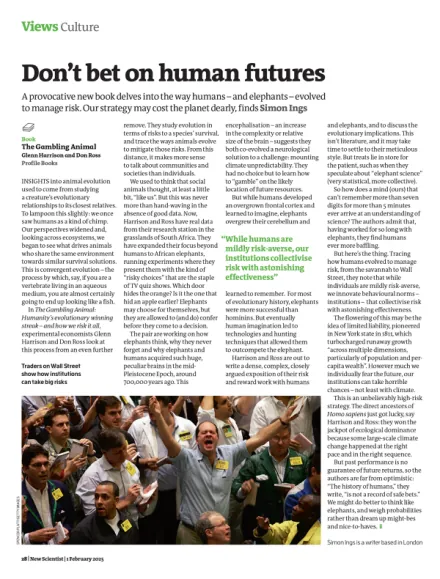 Views Culture
Don't bet on human futures
A provocative new book delves into the way humans – and elephants – evolved
to manage risk. Our strategy may cost the planet dearly, finds Simon Ings
Book
The Gambling Animal
Glenn Harrison and Don Ross
Profile Books
INSIGHTS into animal evolution
used to come from studying
a creature's evolutionary
relationships to its closest relatives.
To lampoon this slightly: we once
saw humans as a kind of chimp.
Our perspectives widened and,
looking across ecosystems, we
began to see what drives animals
who share the same environment
towards similar survival solutions.
This is convergent evolution – the
process by which, say, if you are a
vertebrate living in an aqueous
medium, you are almost certainly
going to end up looking like a fish.
In The Gambling Animal:
Humanity's evolutionary winning
streak – and how we risk it all,
experimental economists Glenn
Harrison and Don Ross look at
this process from an even further
Traders on Wall Street
show how institutions
can take big risks
remove. They study evolution in
terms of risks to a species' survival,
and trace the ways animals evolve
to mitigate those risks. From this
distance, it makes more sense
to talk about communities and
societies than individuals.
We used to think that social
animals thought, at least a little
bit, "like us". But this was never
more than hand-waving in the
absence of good data. Now,
Harrison and Ross have real data
from their research station in the
grasslands of South Africa. They
have expanded their focus beyond
humans to African elephants,
running experiments where they
present them with the kind of
"risky choices" that are the staple
of TV quiz shows. Which door
hides the orange? Is it the one that
hid an apple earlier? Elephants
may choose for themselves, but
they are allowed to (and do) confer
before they come to a decision.
The pair are working on how
elephants think, why they never
forget and why elephants and
humans acquired such huge,
peculiar brains in the mid-
Pleistocene Epoch, around
700,000 years ago. This
encephalisation – an increase
in the complexity or relative
size of the brain – suggests they
both co-evolved a neurological
solution to a challenge: mounting
climate unpredictability. They
had no choice but to learn how
to "gamble" on the likely
location of future resources.
But while humans developed
an overgrown frontal cortex and
learned to imagine, elephants
overgrew their cerebellum and
"While humans are
mildly risk-averse, our
institutions collectivise
risk with astonishing
effectiveness"
learned to remember. For most
of evolutionary history, elephants
were more successful than
hominins. But eventually
human imagination led to
technologies and hunting
techniques that allowed them
to outcompete the elephant.
Harrison and Ross are out to
write a dense, complex, closely
argued exposition of their risk
and reward work with humans
and elephants, and to discuss the
evolutionary implications. This
isn't literature, and it may take
time to settle to their meticulous
style. But treats lie in store for
the patient, such as when they
speculate about "elephant science"
(very statistical, more collective).
So how does a mind (ours) that
can't remember more than seven
digits for more than 5 minutes
ever arrive at an understanding of
science? The authors admit that,
having worked for so long with
elephants, they find humans
ever more baffling.
But here's the thing. Tracing
how humans evolved to manage
risk, from the savannah to Wall
Street, they note that while
individuals are mildly risk-averse,
we innovate behavioural norms –
institutions – that collectivise risk
with astonishing effectiveness.
The flowering of this may be the
idea of limited liability, pioneered
in New York state in 1811, which
turbocharged runaway growth
"across multiple dimensions,
particularly of population and per-
capita wealth". However much we
individually fear the future, our
institutions can take horrible
chances – not least with climate.
This is an unbelievably high-risk
strategy. The direct ancestors of
Homo sapiens just got lucky, say
Harrison and Ross: they won the
jackpot of ecological dominance
because some large-scale climate
change happened at the right
pace and in the right sequence.
But past performance is no
guarantee of future returns, so the
authors are far from optimistic:
"The history of humans," they
write, "is not a record of safe bets."
We might do better to think like
elephants, and weigh probabilities
rather than dream up might-bes
and nice-to-haves.
Simon Ings is a writer based in London
28 | New Scientist | 1 February 2025